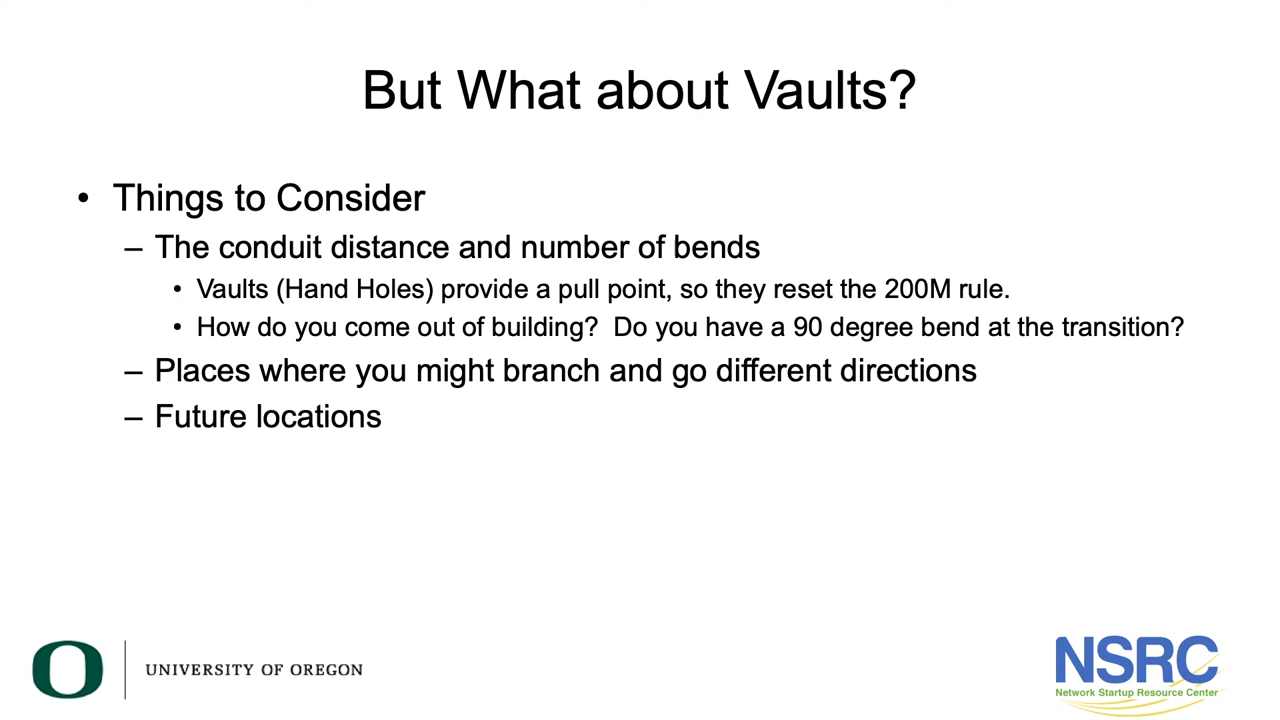 But What about Vaults?
• Things to Consider
– The conduit distance and number of bends
• Vaults (Hand Holes) provide a pull point, so they reset the 200M rule.
• How do you come out of building?  Do you have a 90 degree bend at the transition?
– Places where you might branch and go different directions
– Future locations
O
UNIVERSITY OF OREGON
NSRC
Network Startup Resource Center